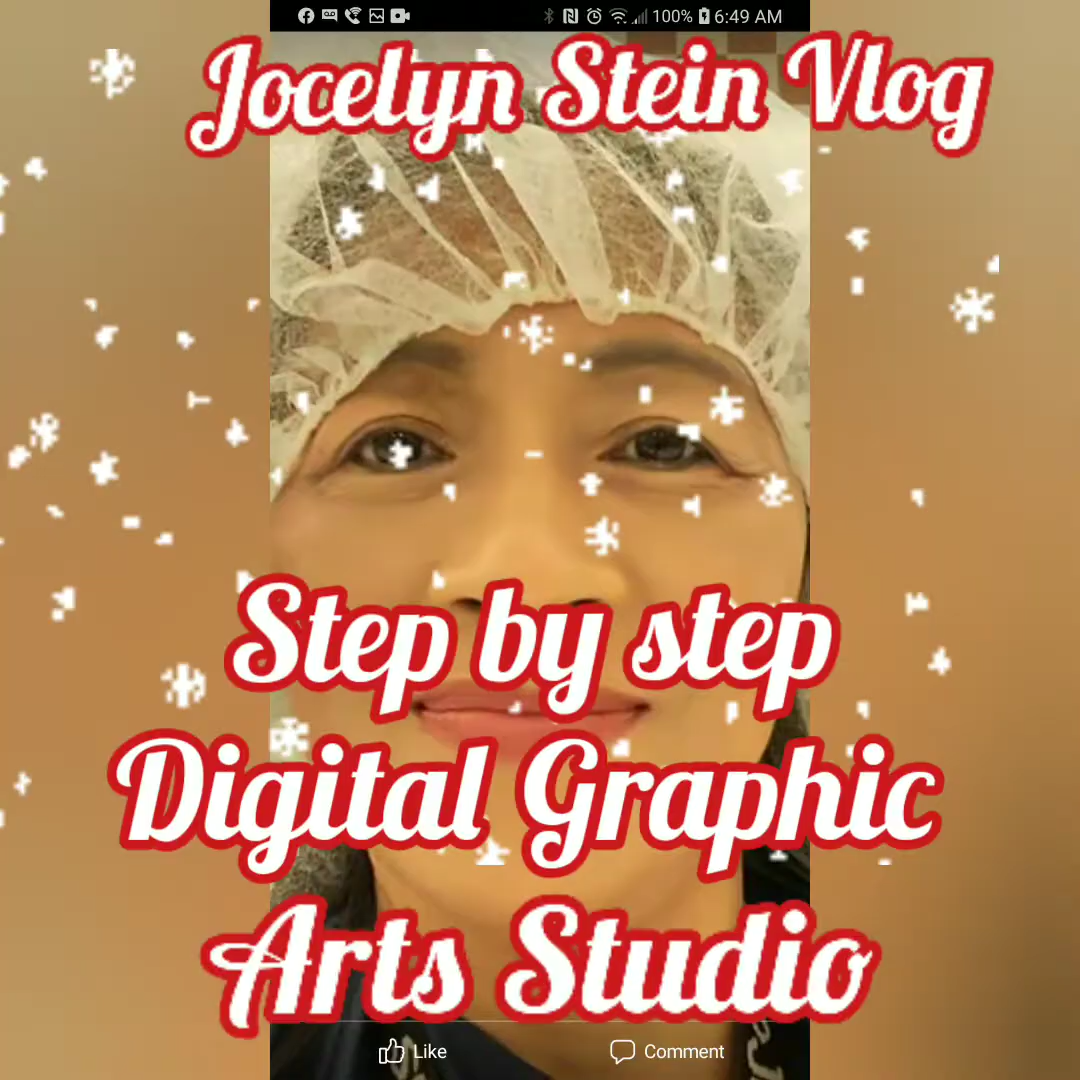 100% 6:49 AM
Jocelyn Stein Vlog
Step by step
Digital Graphic
Arts Studio
Like Comment